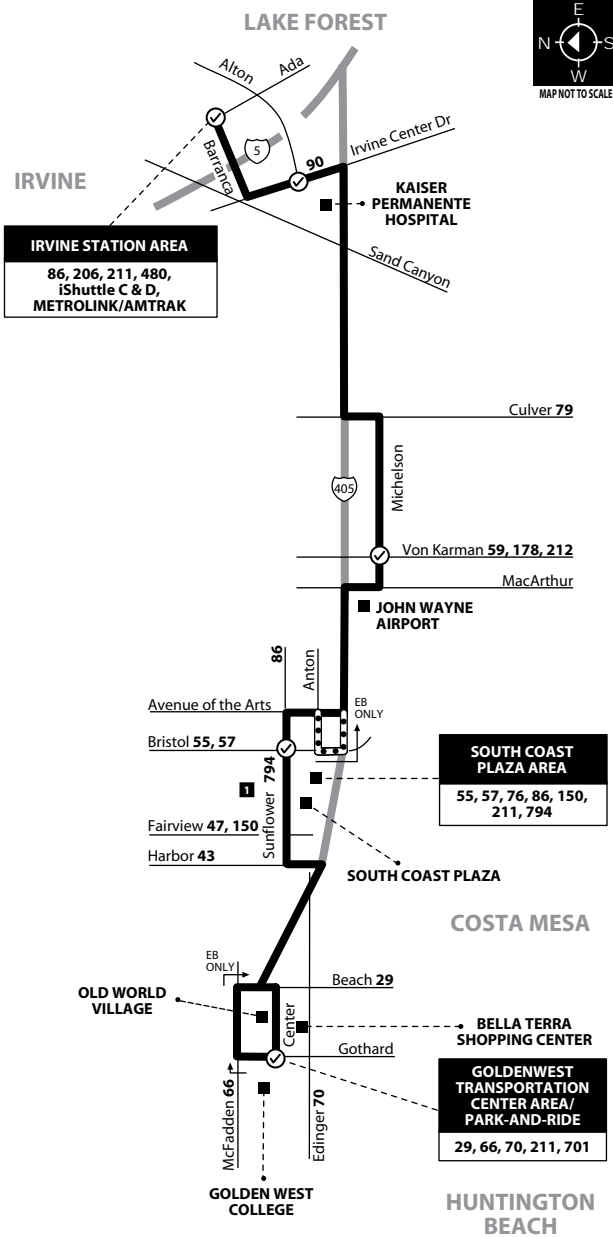 LAKE FOREST
E
N
S
W
MAP NOT TO SCALE
Alton
Ada
Barranca
5
90
Irvine Center Dr
IRVINE
KAISER
PERMANENTE
HOSPITAL
IRVINE STATION AREA
86, 206, 211, 480,
iShuttle C & D,
METROLINK/AMTRAK
Sand Canyon
Culver 79
Michelson
405
Von Karman 59, 178, 212
MacArthur
JOHN WAYNE
AIRPORT
86
Anton
Avenue of the Arts
EB
ONLY
Bristol 55, 57
794
1
Sunflower
SOUTH COAST
PLAZA AREA
55, 57, 76, 86, 150,
211, 794
Fairview 47, 150
Harbor 43
SOUTH COAST PLAZA
COSTA MESA
EB
ONLY
Beach 29
OLD WORLD
VILLAGE
Center
BELLA TERRA
SHOPPING CENTER
Gothard
McFadden 66
Edinger 70
GOLDENWEST
TRANSPORTATION
CENTER AREA/
PARK-AND-RIDE
29, 66, 70, 211, 701
GOLDEN WEST
COLLEGE
HUNTINGTON
BEACH